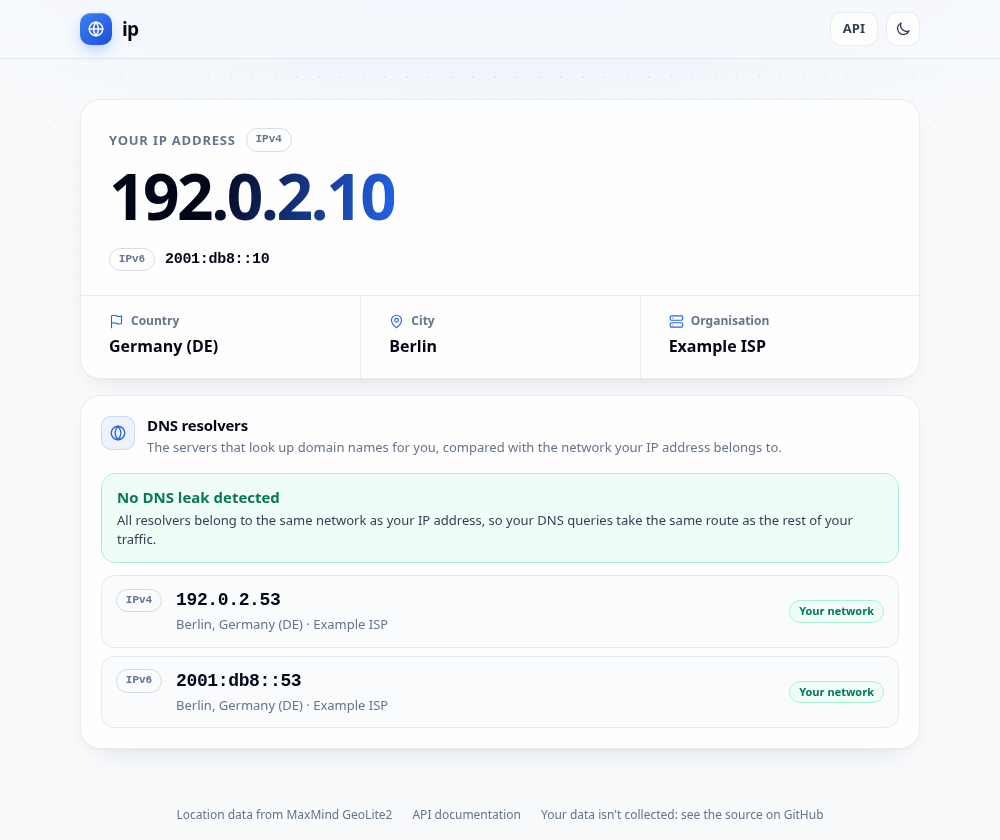 ip
API
YOUR IP ADDRESS IPv4
192.0.2.10
IPv6 2001:db8::10
Country
Germany (DE)
City
Berlin
Organisation
Example ISP
DNS resolvers
The servers that look up domain names for you, compared with the network your IP address belongs to.
No DNS leak detected
All resolvers belong to the same network as your IP address, so your DNS queries take the same route as the rest of your
traffic.
IPv4 192.0.2.53
Berlin, Germany (DE) · Example ISP
Your network
IPv6 2001:db8::53
Berlin, Germany (DE) · Example ISP
Your network
Location data from MaxMind GeoLite2 API documentation Your data isn't collected: see the source on GitHub